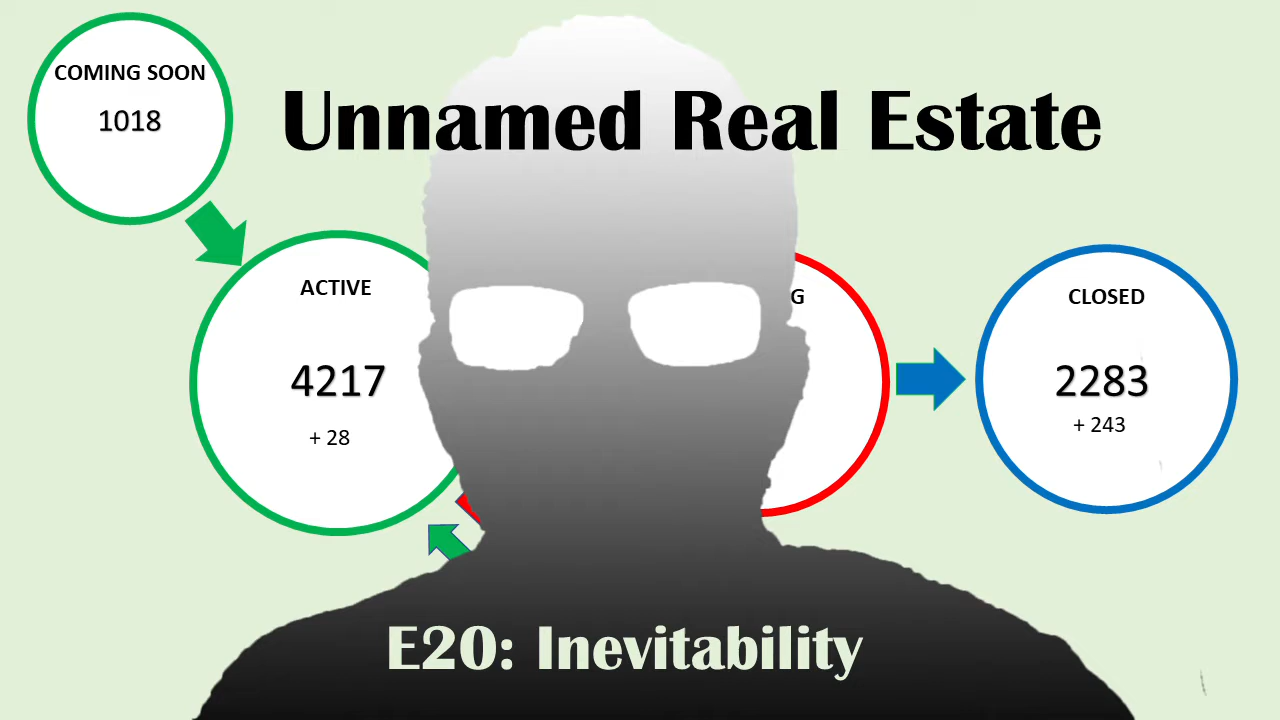 COMING SOON
1018
Unnamed Real Estate
ACTIVE
4217
+ 28
G
CLOSED
2283
+ 243
E20: Inevitability